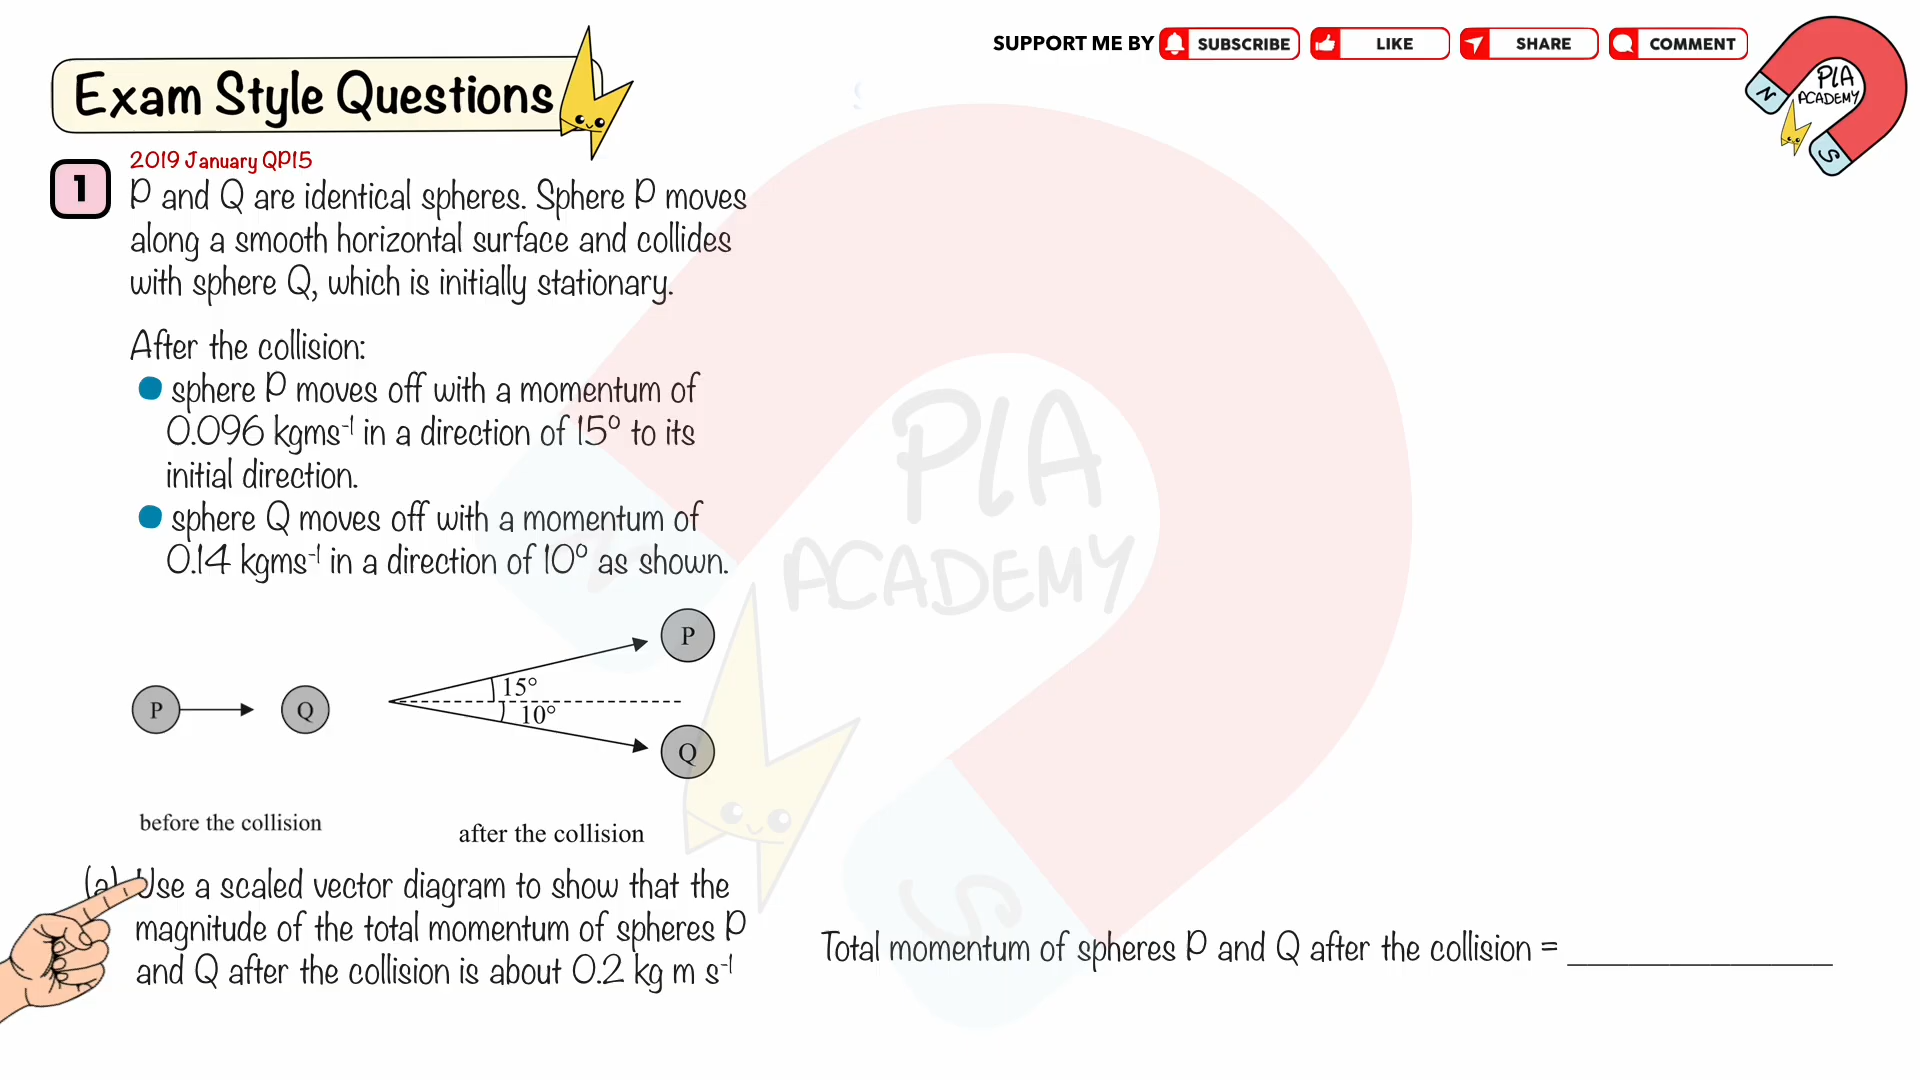 SUPPORT ME BY SUBSCRIBE LIKE SHARE COMMENT
PLA
ACADEMY
N
S
Exam Style Questions
2019 January QP15
1
P and Q are identical spheres. Sphere P moves
along a smooth horizontal surface and collides
with sphere Q, which is initially stationary.
After the collision:
sphere P moves off with a momentum of
0.096 kgms⁻¹ in a direction of 15º to its
initial direction.
sphere Q moves off with a momentum of
0.14 kgms⁻¹ in a direction of 10º as shown.
PLA
ACADEMY
N
S
P
Q
15°
10°
P
Q
before the collision
after the collision
(a) Use a scaled vector diagram to show that the
magnitude of the total momentum of spheres P
and Q after the collision is about 0.2 kg m s⁻¹
Total momentum of spheres P and Q after the collision = ______________